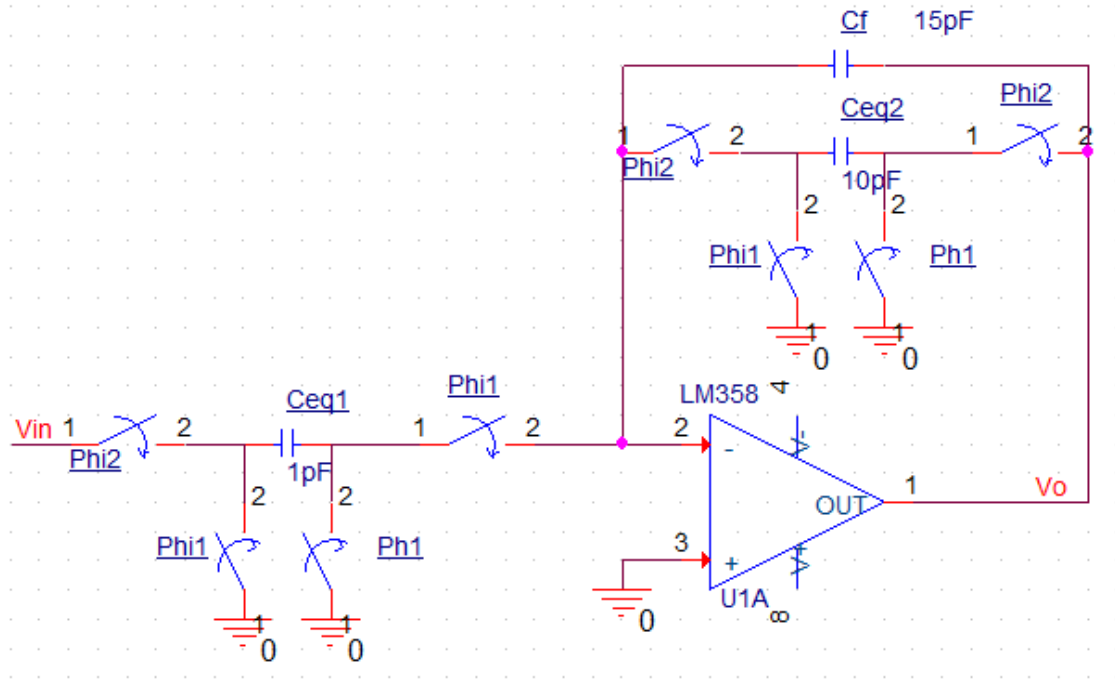 Cf 15pF
Phi2
Ceq2
1 2 1 2
Phi2
10pF
2 2
Phi1 Ph1
1 1
0 0
LM358 4
Phi1
Ceq1
Vin 1 2 1 2 2
- V-
Phi2
1pF
1 Vo
OUT
2 2
Phi1 Ph1
3
+ V+
U1A 8
0
1 1
0 0